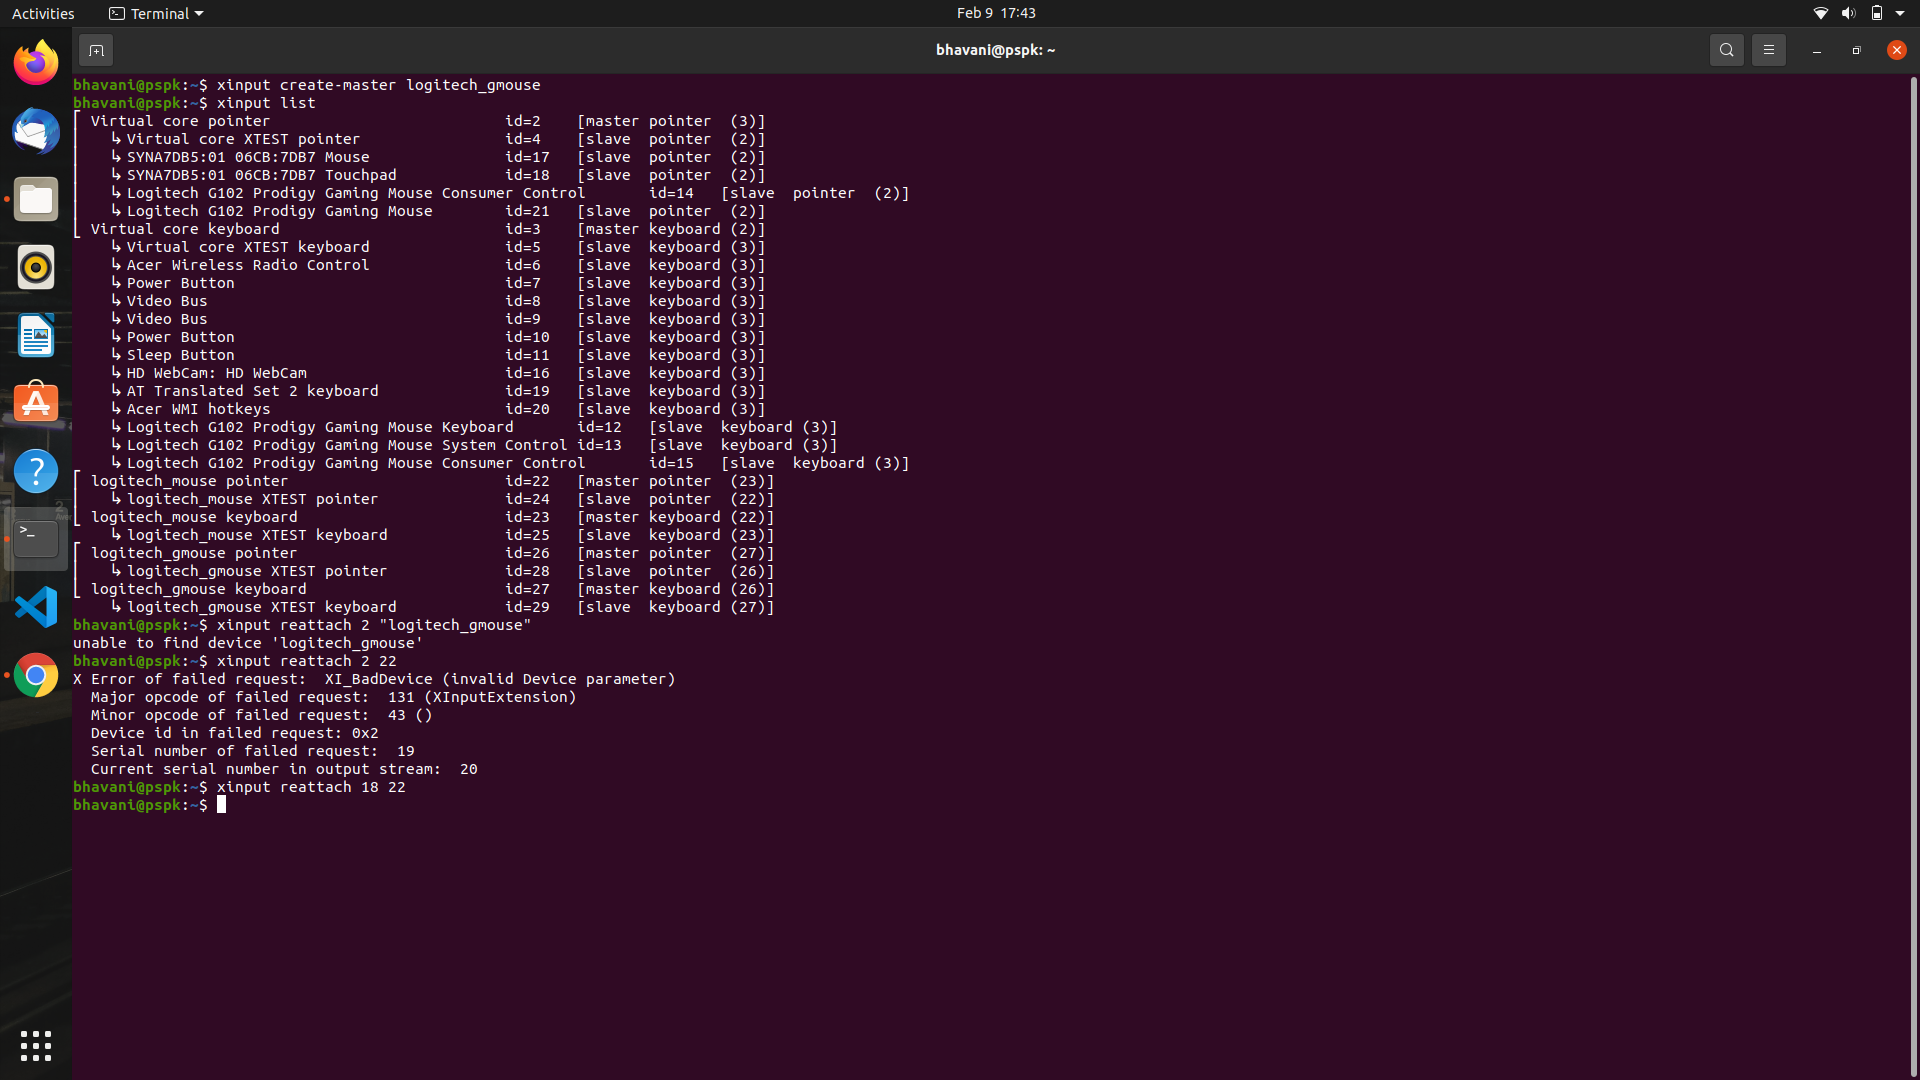 Activities Terminal Feb 9 17:43
bhavani@pspk: ~
bhavani@pspk:~$ xinput create-master logitech_gmouse
bhavani@pspk:~$ xinput list
⎡ Virtual core pointer id=2 [master pointer (3)]
⎜ ↳ Virtual core XTEST pointer id=4 [slave pointer (2)]
⎜ ↳ SYNA7DB5:01 06CB:7DB7 Mouse id=17 [slave pointer (2)]
⎜ ↳ SYNA7DB5:01 06CB:7DB7 Touchpad id=18 [slave pointer (2)]
⎜ ↳ Logitech G102 Prodigy Gaming Mouse Consumer Control id=14 [slave pointer (2)]
⎜ ↳ Logitech G102 Prodigy Gaming Mouse id=21 [slave pointer (2)]
⎣ Virtual core keyboard id=3 [master keyboard (2)]
↳ Virtual core XTEST keyboard id=5 [slave keyboard (3)]
↳ Acer Wireless Radio Control id=6 [slave keyboard (3)]
↳ Power Button id=7 [slave keyboard (3)]
↳ Video Bus id=8 [slave keyboard (3)]
↳ Video Bus id=9 [slave keyboard (3)]
↳ Power Button id=10 [slave keyboard (3)]
↳ Sleep Button id=11 [slave keyboard (3)]
↳ HD WebCam: HD WebCam id=16 [slave keyboard (3)]
↳ AT Translated Set 2 keyboard id=19 [slave keyboard (3)]
↳ Acer WMI hotkeys id=20 [slave keyboard (3)]
↳ Logitech G102 Prodigy Gaming Mouse Keyboard id=12 [slave keyboard (3)]
↳ Logitech G102 Prodigy Gaming Mouse System Control id=13 [slave keyboard (3)]
↳ Logitech G102 Prodigy Gaming Mouse Consumer Control id=15 [slave keyboard (3)]
⎡ logitech_mouse pointer id=22 [master pointer (23)]
⎜ ↳ logitech_mouse XTEST pointer id=24 [slave pointer (22)]
⎣ logitech_mouse keyboard id=23 [master keyboard (22)]
↳ logitech_mouse XTEST keyboard id=25 [slave keyboard (23)]
⎡ logitech_gmouse pointer id=26 [master pointer (27)]
⎜ ↳ logitech_gmouse XTEST pointer id=28 [slave pointer (26)]
⎣ logitech_gmouse keyboard id=27 [master keyboard (26)]
↳ logitech_gmouse XTEST keyboard id=29 [slave keyboard (27)]
bhavani@pspk:~$ xinput reattach 2 "logitech_gmouse"
unable to find device 'logitech_gmouse'
bhavani@pspk:~$ xinput reattach 2 22
X Error of failed request: XI_BadDevice (invalid Device parameter)
Major opcode of failed request: 131 (XInputExtension)
Minor opcode of failed request: 43 ()
Device id in failed request: 0x2
Serial number of failed request: 19
Current serial number in output stream: 20
bhavani@pspk:~$ xinput reattach 18 22
bhavani@pspk:~$